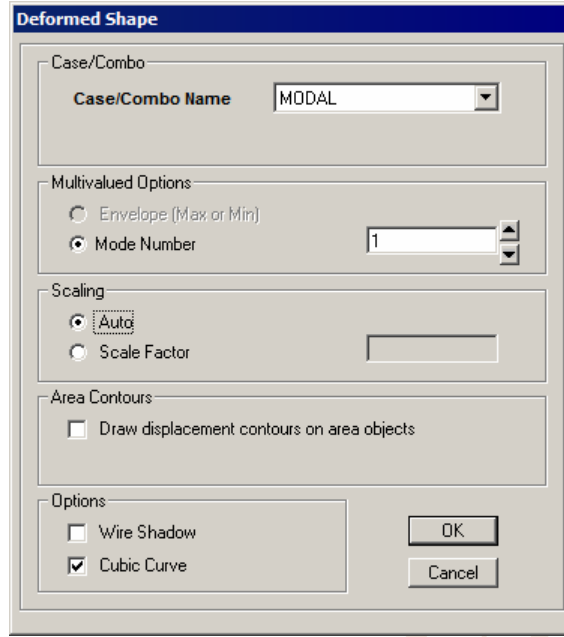 Deformed Shape
Case/Combo
Case/Combo Name MODAL
Multivalued Options
Envelope (Max or Min)
Mode Number 1
Scaling
Auto
Scale Factor
Area Contours
Draw displacement contours on area objects
Options
Wire Shadow
Cubic Curve
OK
Cancel